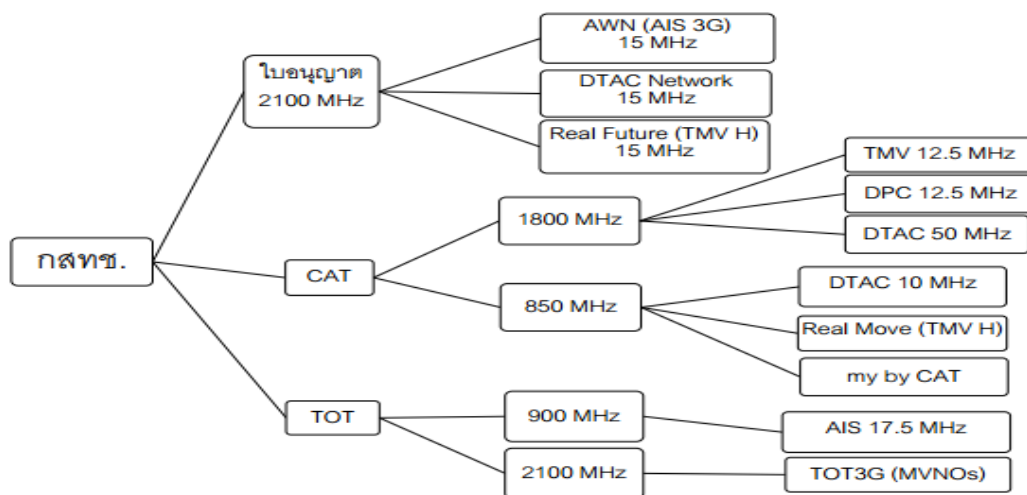 AWN (AIS 3G)
15 MHz
ใบอนุญาต
2100 MHz
DTAC Network
15 MHz
Real Future (TMV H)
15 MHz
TMV 12.5 MHz
DPC 12.5 MHz
1800 MHz
DTAC 50 MHz
กสทช.
CAT
DTAC 10 MHz
850 MHz
Real Move (TMV H)
my by CAT
TOT
900 MHz
AIS 17.5 MHz
2100 MHz
TOT3G (MVNOs)